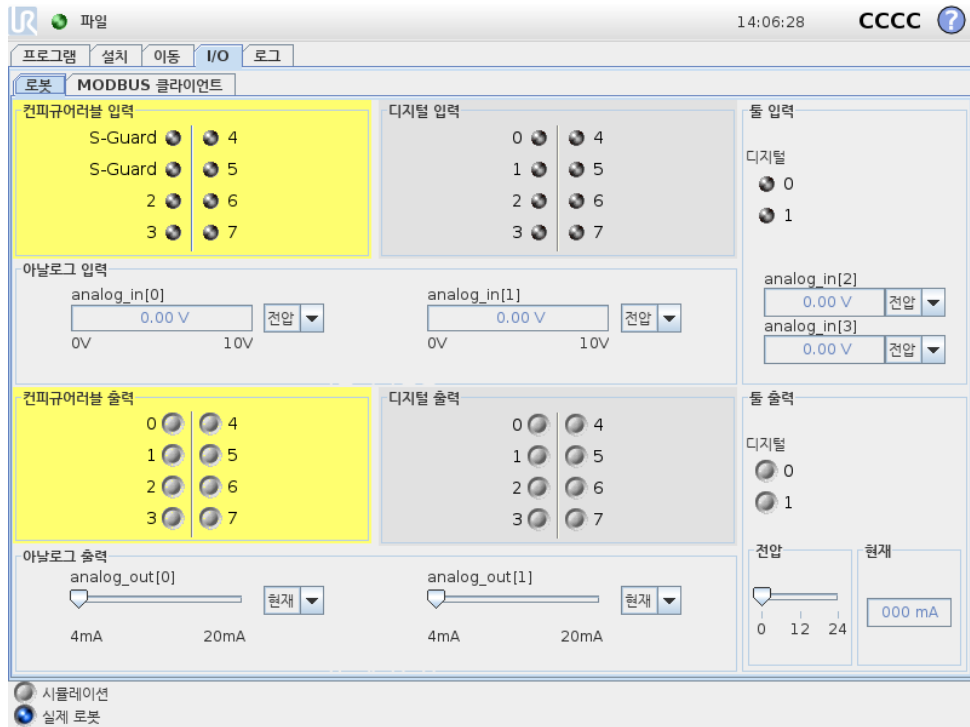 UR 파일 14:06:28 CCCC ?
프로그램 설치 이동 I/O 로그
로봇 MODBUS 클라이언트
컨피규어러블 입력
S-Guard 4
S-Guard 5
2 6
3 7
디지털 입력
0 4
1 5
2 6
3 7
툴 입력
디지털
0
1
아날로그 입력
analog_in[0]
0.00 V 전압
0V 10V
analog_in[1]
0.00 V 전압
0V 10V
analog_in[2]
0.00 V 전압
analog_in[3]
0.00 V 전압
컨피규어러블 출력
0 4
1 5
2 6
3 7
디지털 출력
0 4
1 5
2 6
3 7
툴 출력
디지털
0
1
아날로그 출력
analog_out[0]
현재
4mA 20mA
analog_out[1]
현재
4mA 20mA
전압
0 12 24
현재
000 mA
시뮬레이션
실제 로봇